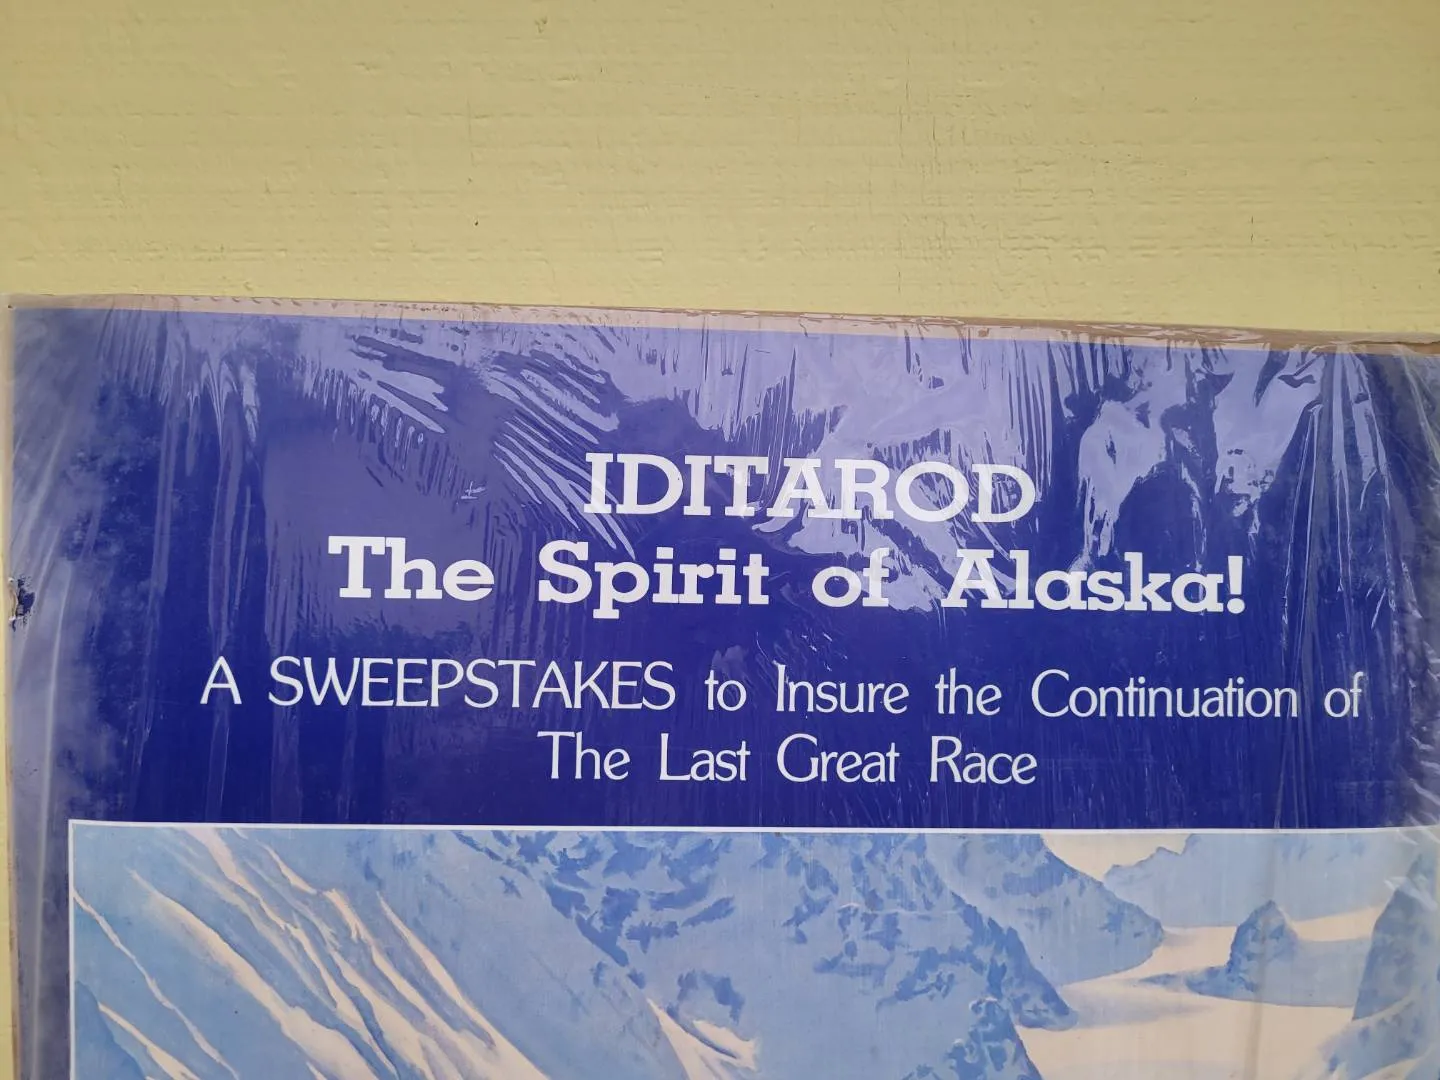 IDITAROD
The Spirit of Alaska!
A SWEEPSTAKES to Insure the Continuation of
The Last Great Race